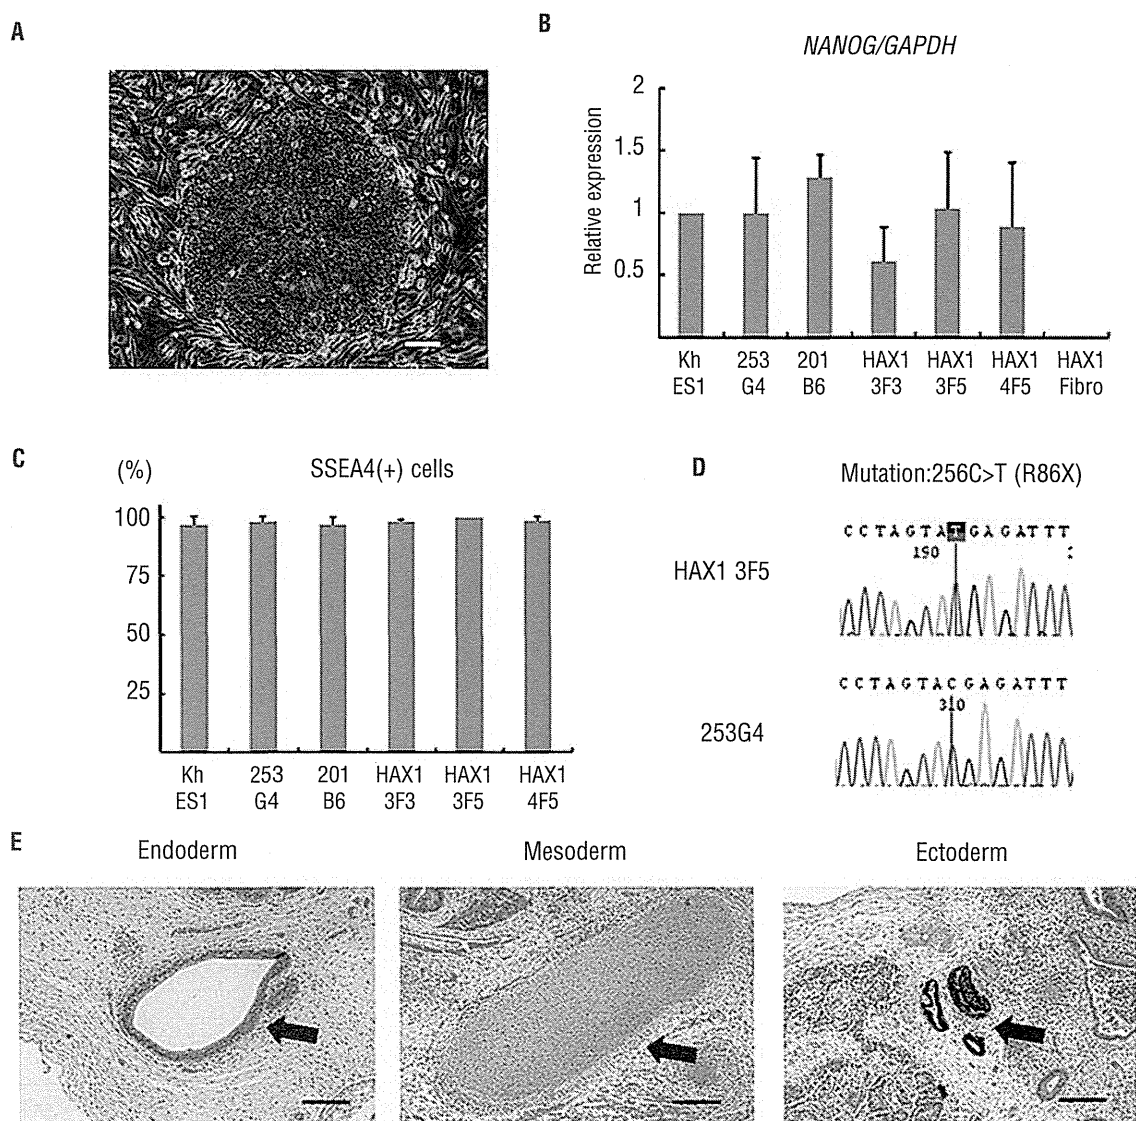 A
B
NANOG/GAPDH
Relative expression
2
1.5
1
0.5
Kh ES1
253 G4
201 B6
HAX1 3F3
HAX1 3F5
HAX1 4F5
HAX1 Fibro
C
(%)
SSEA4(+) cells
100
75
50
25
Kh ES1
253 G4
201 B6
HAX1 3F3
HAX1 3F5
HAX1 4F5
D
Mutation:256C>T (R86X)
C C T A G T A T G A G A T T T
190
HAX1 3F5
C C T A G T A C G A G A T T T
310
253G4
E
Endoderm
Mesoderm
Ectoderm